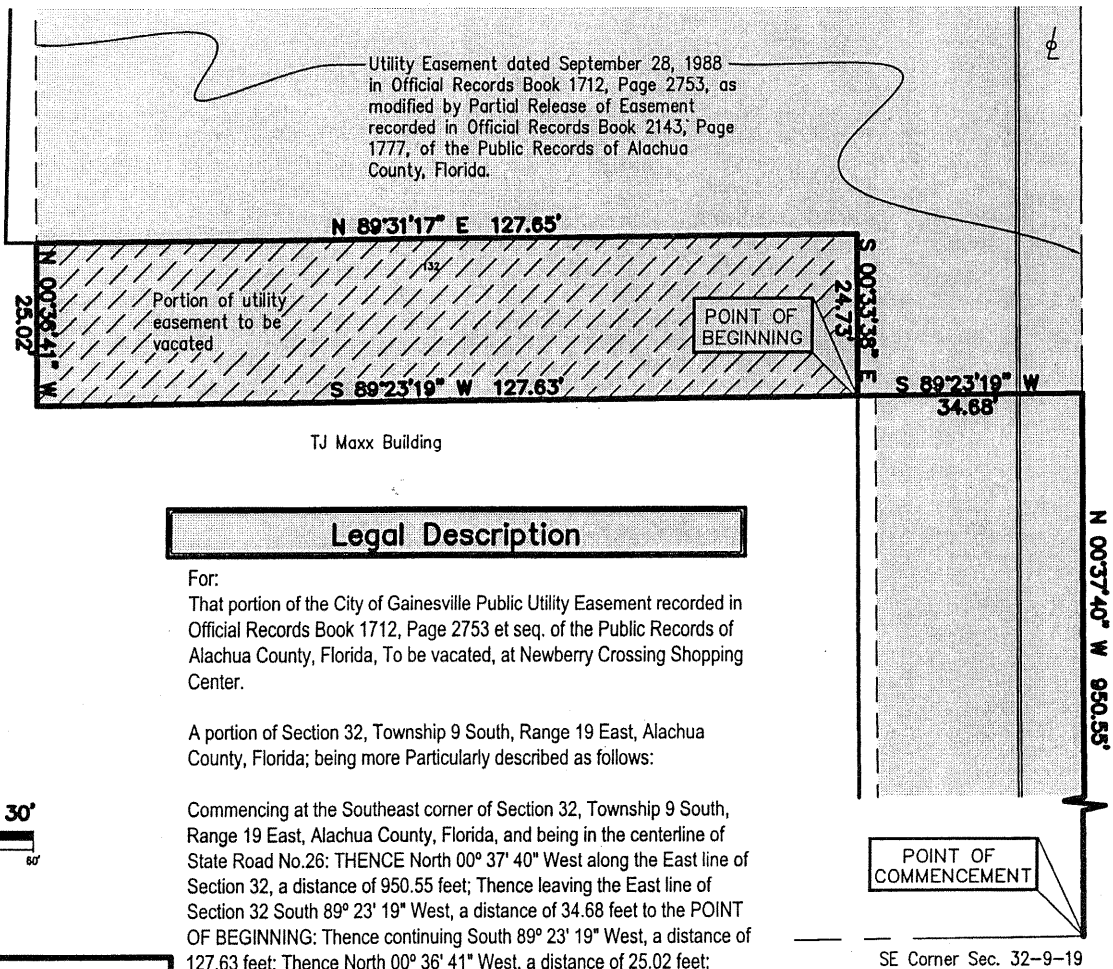 Utility Easement dated September 28, 1988
in Official Records Book 1712, Page 2753, as
modified by Partial Release of Easement
recorded in Official Records Book 2143, Page
1777, of the Public Records of Alachua
County, Florida.
N 89°31'17" E 127.65'
132
N 00°36'41" W
25.02'
Portion of utility
easement to be
vacated
S 00°33'38" E
24.73'
POINT OF
BEGINNING
S 89°23'19" W 127.63'
S 89°23'19" W
34.68'
TJ Maxx Building
N 00°37'40" W 950.55'
Legal Description
For:
That portion of the City of Gainesville Public Utility Easement recorded in
Official Records Book 1712, Page 2753 et seq. of the Public Records of
Alachua County, Florida, To be vacated, at Newberry Crossing Shopping
Center.
A portion of Section 32, Township 9 South, Range 19 East, Alachua
County, Florida; being more Particularly described as follows:
Commencing at the Southeast corner of Section 32, Township 9 South,
Range 19 East, Alachua County, Florida, and being in the centerline of
State Road No.26: THENCE North 00º 37' 40" West along the East line of
Section 32, a distance of 950.55 feet; Thence leaving the East line of
Section 32 South 89º 23' 19" West, a distance of 34.68 feet to the POINT
OF BEGINNING: Thence continuing South 89º 23' 19" West, a distance of
127.63 feet; Thence North 00º 36' 41" West, a distance of 25.02 feet;
30'
60'
POINT OF
COMMENCEMENT
SE Corner Sec. 32-9-19